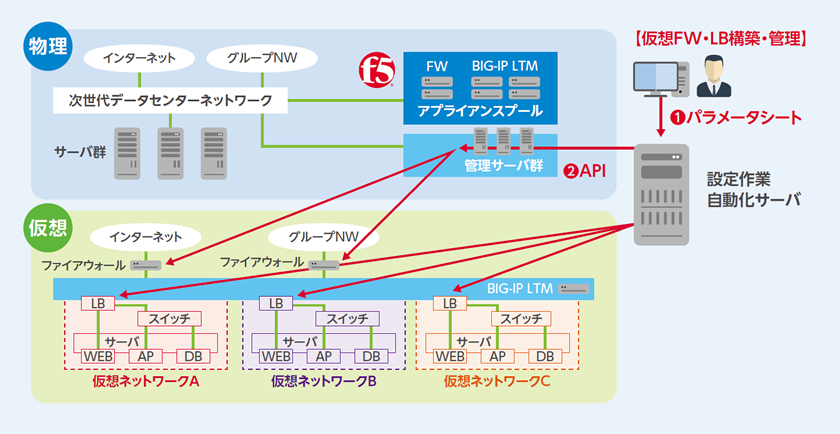 物理
インターネット
グループNW
次世代データセンターネットワーク
サーバ群
f5
FW
BIG-IP LTM
アプライアンスプール
管理サーバ群
【仮想FW・LB構築・管理】
❶パラメータシート
❷API
設定作業
自動化サーバ
仮想
インターネット
グループNW
ファイアウォール
ファイアウォール
BIG-IP LTM
LB
スイッチ
サーバ
WEB
AP
DB
仮想ネットワークA
LB
スイッチ
サーバ
WEB
AP
DB
仮想ネットワークB
LB
スイッチ
サーバ
WEB
AP
DB
仮想ネットワークC